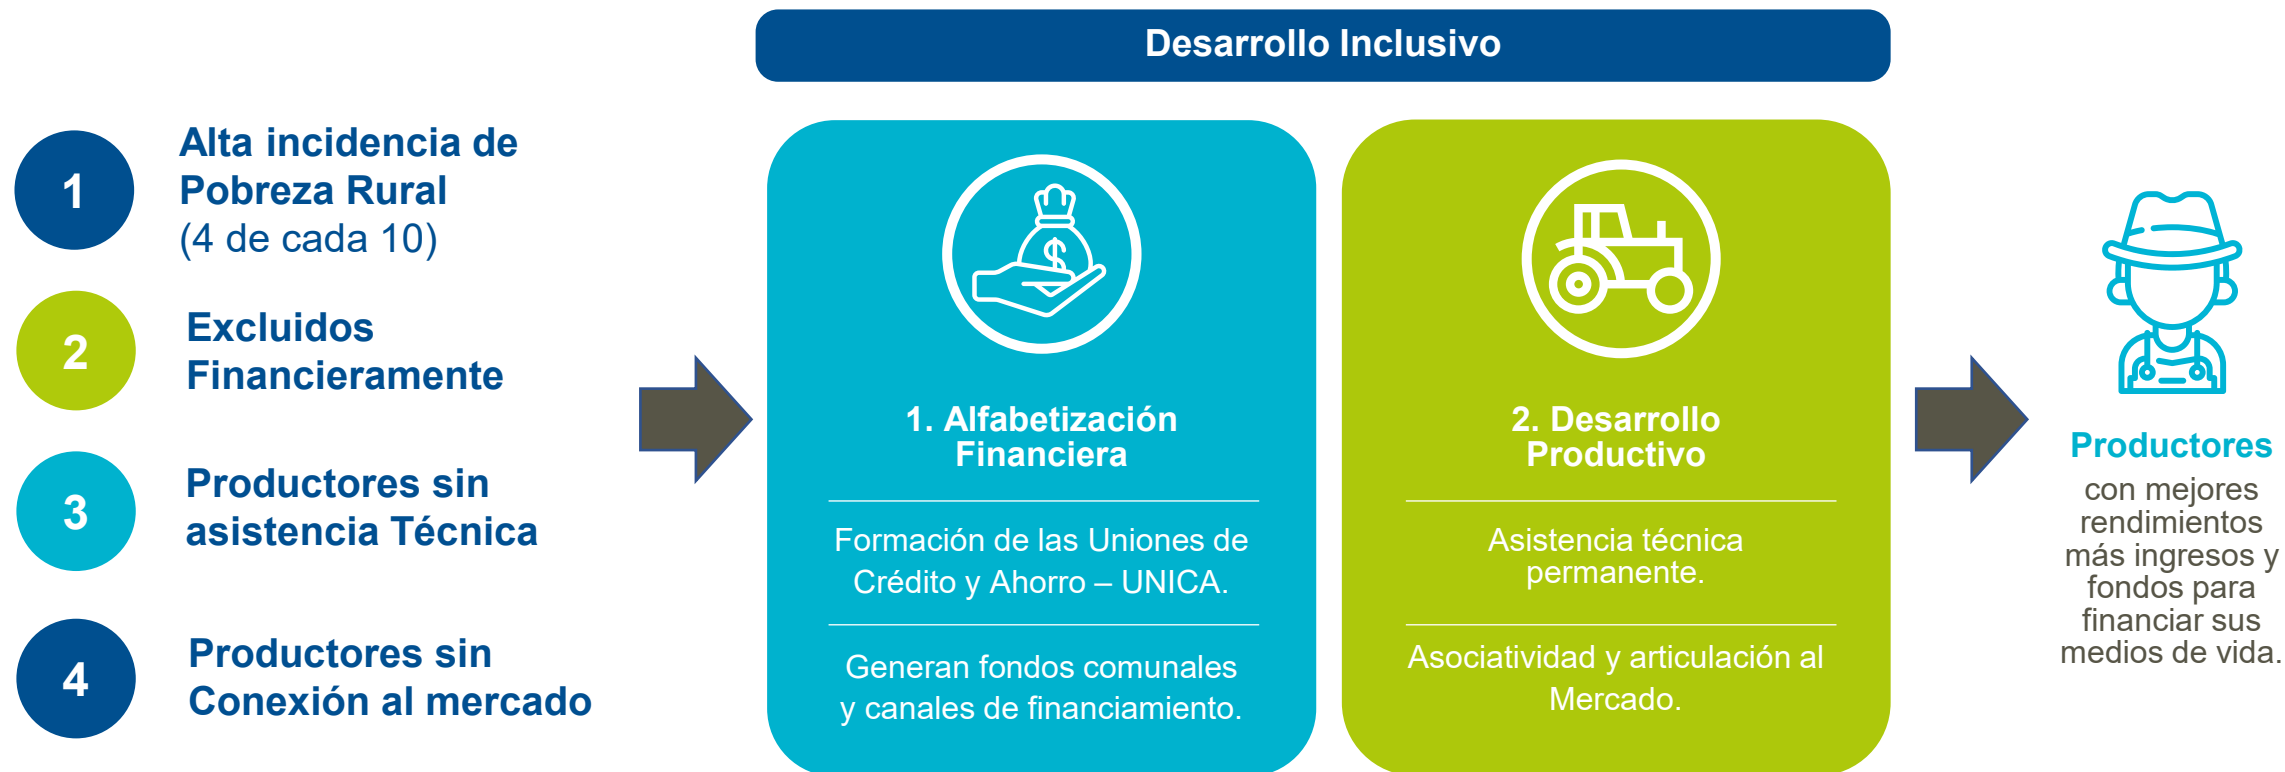 Desarrollo Inclusivo
1
Alta incidencia de
Pobreza Rural
(4 de cada 10)
2
Excluidos
Financieramente
3
Productores sin
asistencia Técnica
4
Productores sin
Conexión al mercado
$
1. Alfabetización
Financiera
Formación de las Uniones de
Crédito y Ahorro – UNICA.
Generan fondos comunales
y canales de financiamiento.
2. Desarrollo
Productivo
Asistencia técnica
permanente.
Asociatividad y articulación al
Mercado.
Productores
con mejores
rendimientos
más ingresos y
fondos para
financiar sus
medios de vida.